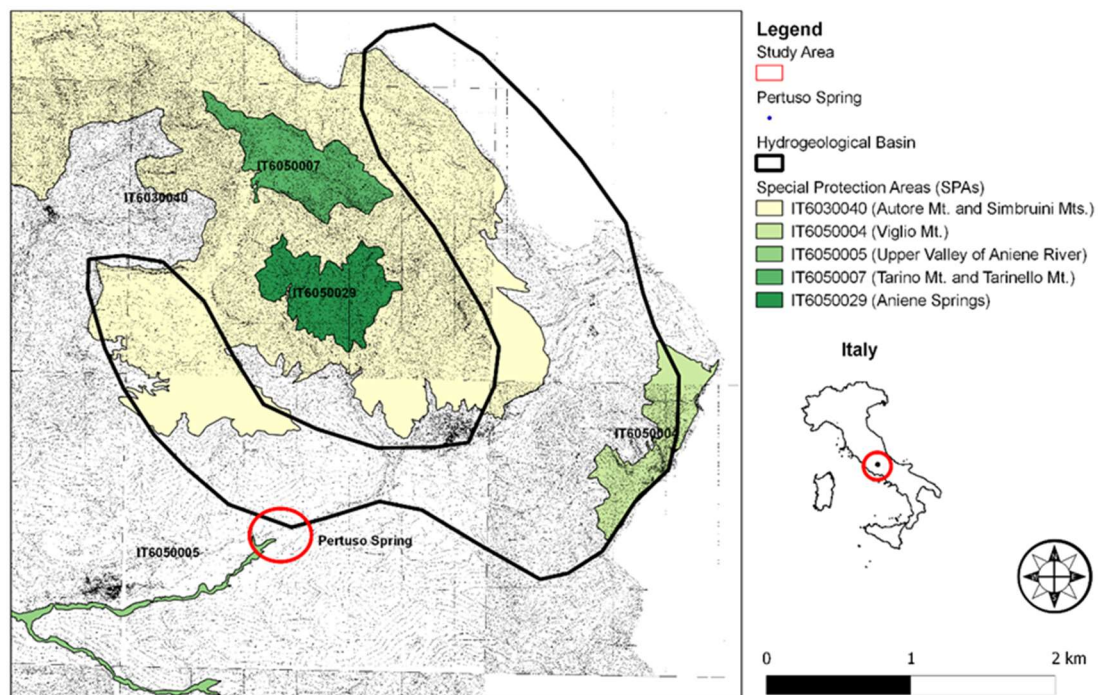 IT6050007
IT6030040
IT6050029
IT6050004
IT6050005
Pertuso Spring
Legend
Study Area
Pertuso Spring
Hydrogeological Basin
Special Protection Areas (SPAs)
IT6030040 (Autore Mt. and Simbruini Mts.)
IT6050004 (Viglio Mt.)
IT6050005 (Upper Valley of Aniene River)
IT6050007 (Tarino Mt. and Tarinello Mt.)
IT6050029 (Aniene Springs)
Italy
0 1 2 km